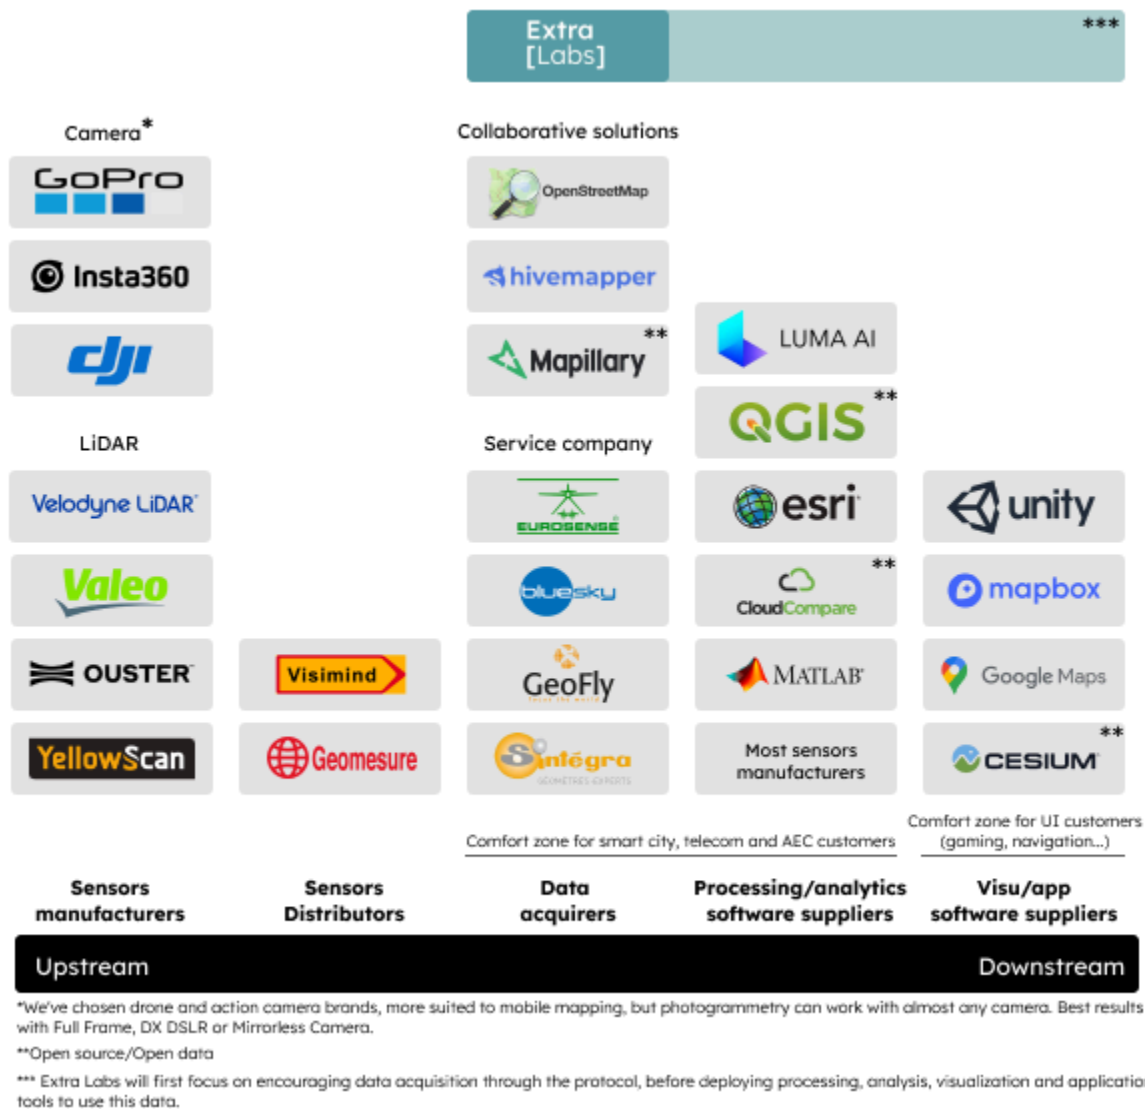 Extra
[Labs]
***
Camera*
GoPro
Insta360
dji
LiDAR
Velodyne LiDAR
Valeo
OUSTER
YellowScan
Visimind
Geomesure
Collaborative solutions
OpenStreetMap
hivemapper
Mapillary **
Service company
EUROSENSE
bluesky
GeoFly
focus the world
Sintégra
GÉOMÈTRES-EXPERTS
LUMA AI
QGIS **
esri
CloudCompare **
MATLAB
Most sensors
manufacturers
unity
mapbox
Google Maps
CESIUM **
Comfort zone for smart city, telecom and AEC customers
Comfort zone for UI customers
(gaming, navigation...)
Sensors
manufacturers
Sensors
Distributors
Data
acquirers
Processing/analytics
software suppliers
Visu/app
software suppliers
Upstream
Downstream
*We've chosen drone and action camera brands, more suited to mobile mapping, but photogrammetry can work with almost any camera. Best results
with Full Frame, DX DSLR or Mirrorless Camera.
**Open source/Open data
*** Extra Labs will first focus on encouraging data acquisition through the protocol, before deploying processing, analysis, visualization and applicatio
tools to use this data.